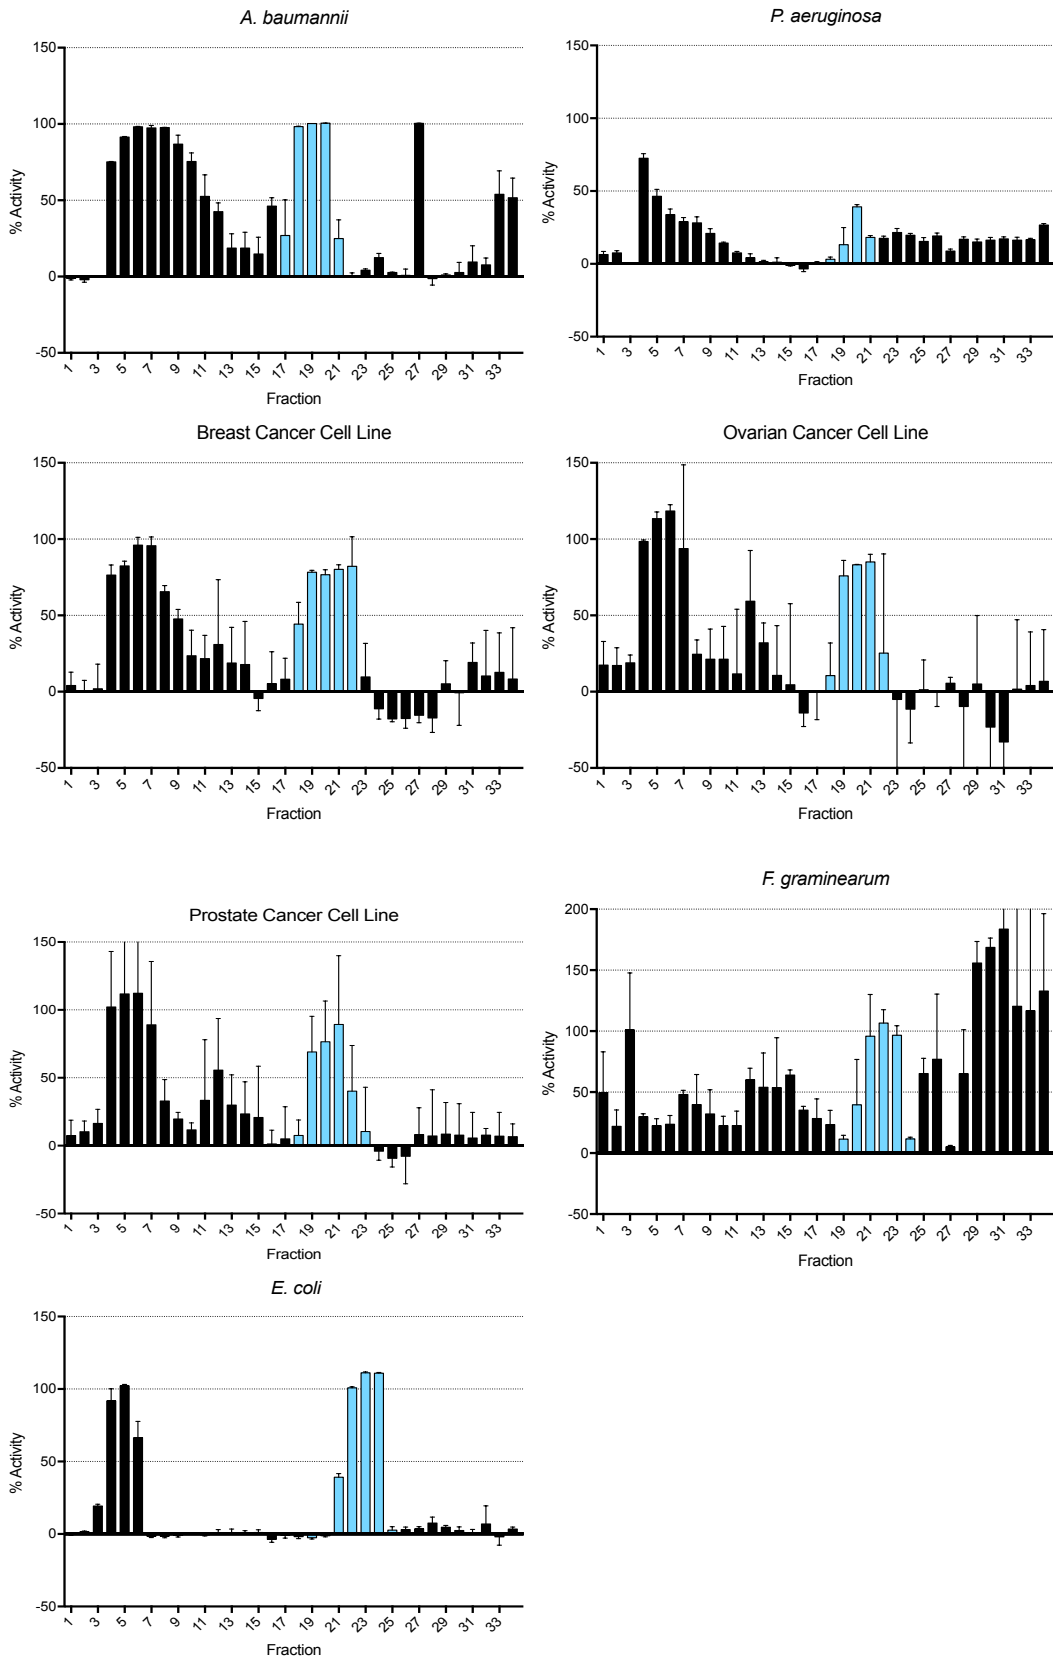 A. baumannii
150
100
50
0
-50
% Activity
1 3 5 7 9 11 13 15 17 19 21 23 25 27 29 31 33
Fraction
P. aeruginosa
150
100
50
0
-50
% Activity
1 3 5 7 9 11 13 15 17 19 21 23 25 27 29 31 33
Fraction
Breast Cancer Cell Line
150
100
50
0
-50
% Activity
1 3 5 7 9 11 13 15 17 19 21 23 25 27 29 31 33
Fraction
Ovarian Cancer Cell Line
150
100
50
0
-50
% Activity
1 3 5 7 9 11 13 15 17 19 21 23 25 27 29 31 33
Fraction
Prostate Cancer Cell Line
150
100
50
0
-50
% Activity
1 3 5 7 9 11 13 15 17 19 21 23 25 27 29 31 33
Fraction
F. graminearum
200
150
100
50
0
-50
% Activity
1 3 5 7 9 11 13 15 17 19 21 23 25 27 29 31 33
Fraction
E. coli
150
100
50
0
-50
% Activity
1 3 5 7 9 11 13 15 17 19 21 23 25 27 29 31 33
Fraction